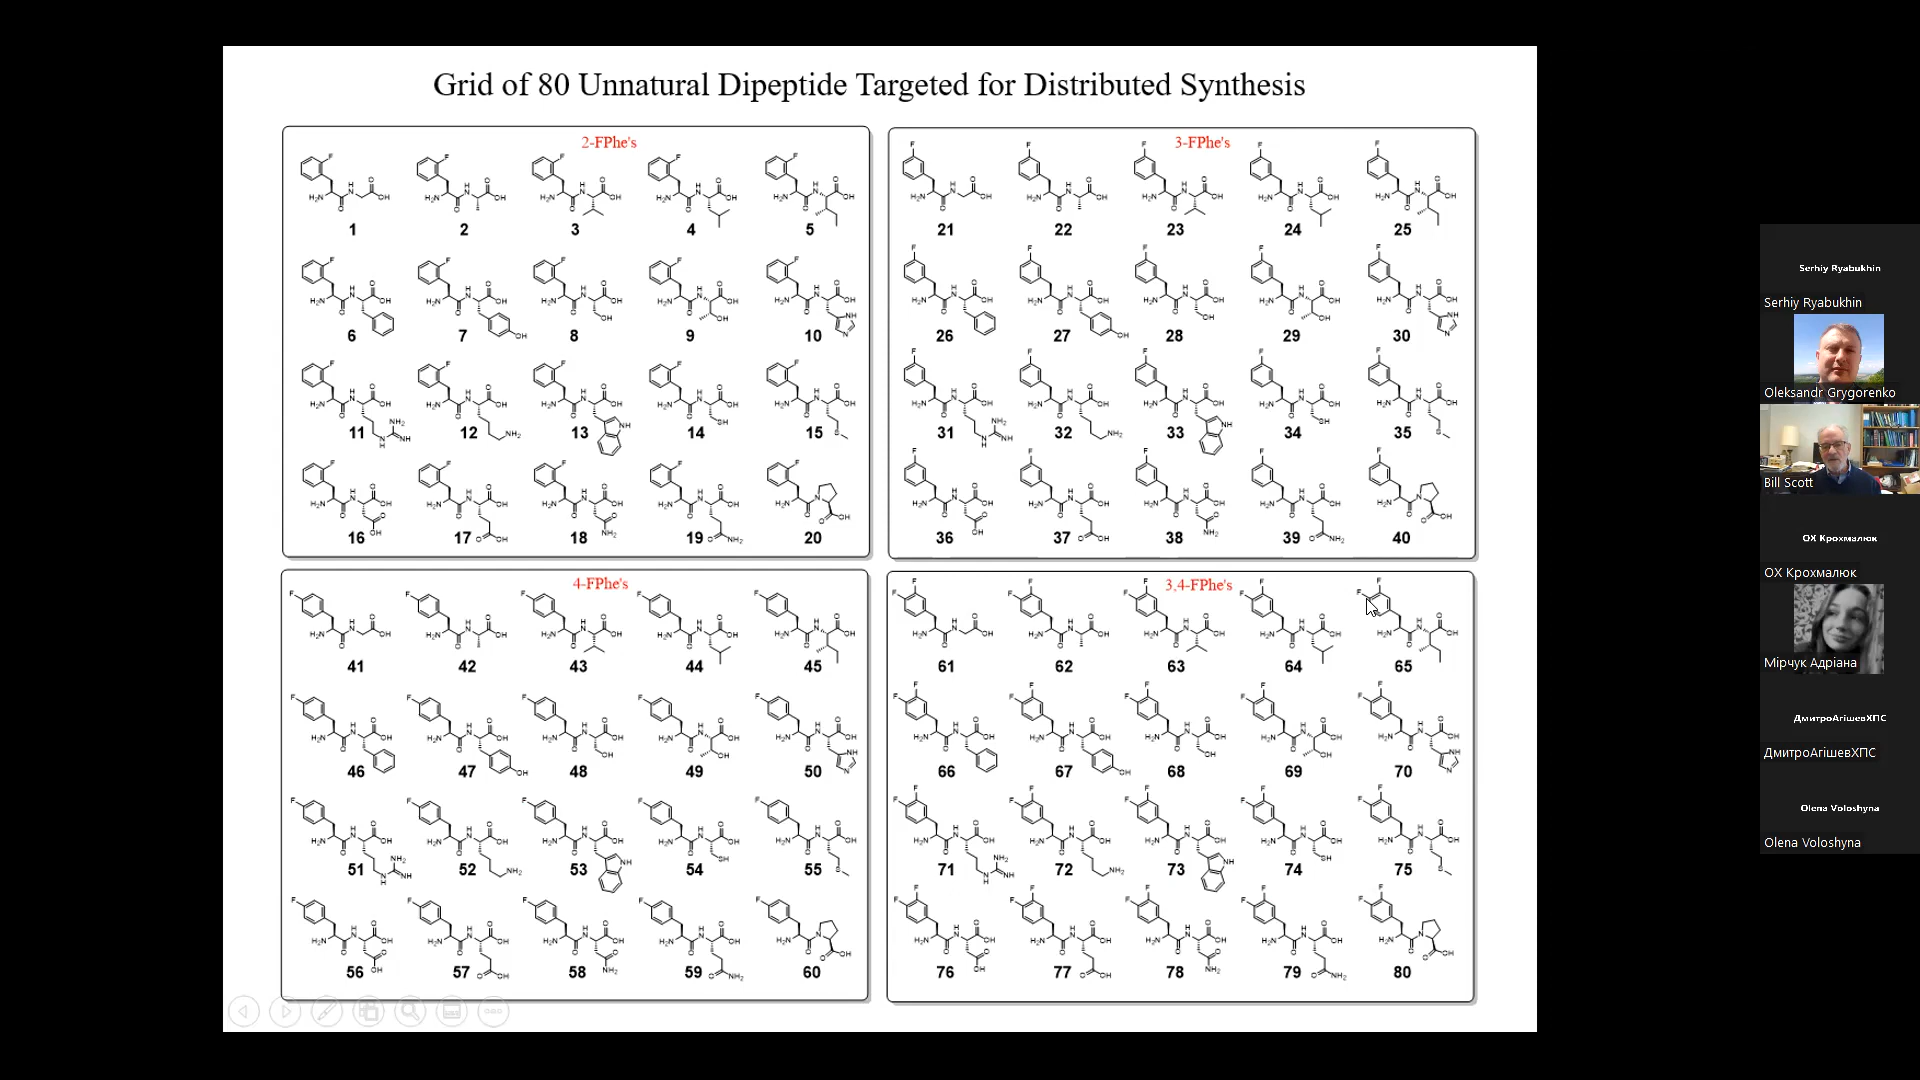 Grid of 80 Unnatural Dipeptide Targeted for Distributed Synthesis
2-FPhe's
1 2 3 4 5
6 7 8 9 10
11 12 13 14 15
16 17 18 19 20
3-FPhe's
21 22 23 24 25
26 27 28 29 30
31 32 33 34 35
36 37 38 39 40
4-FPhe's
41 42 43 44 45
46 47 48 49 50
51 52 53 54 55
56 57 58 59 60
3,4-FPhe's
61 62 63 64 65
66 67 68 69 70
71 72 73 74 75
76 77 78 79 80
Serhiy Ryabukhin
Serhiy Ryabukhin
Oleksandr Grygorenko
Bill Scott
ОХ Крохмалюк
ОХ Крохмалюк
Мірчук Адріана
ДмитроАгішевХПС
ДмитроАгішевХПС
Olena Voloshyna
Olena Voloshyna